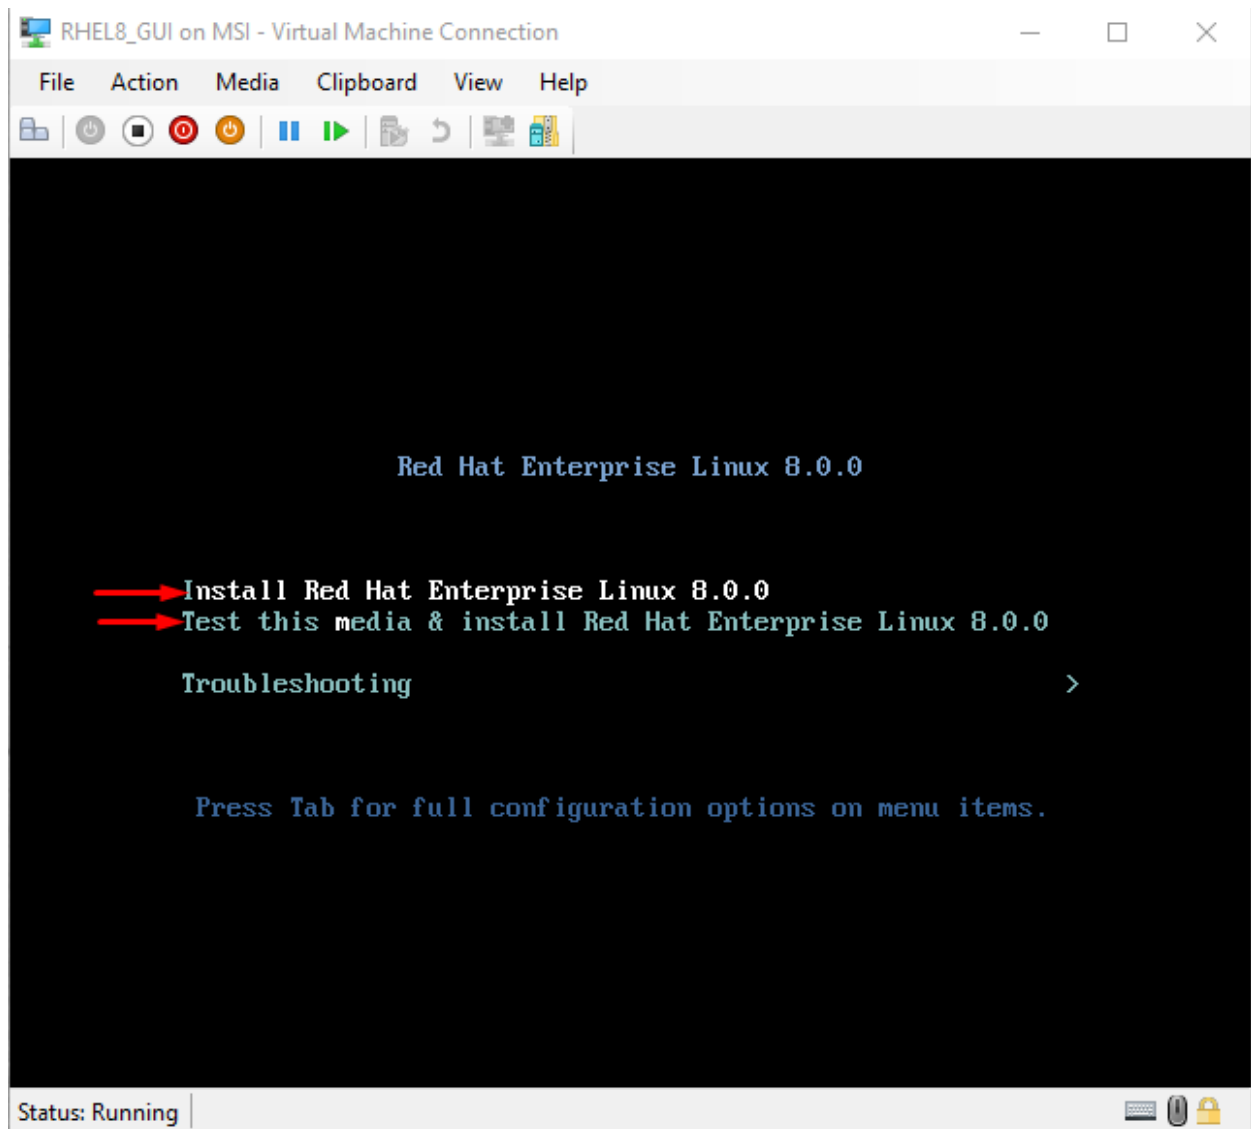 RHEL8_GUI on MSI - Virtual Machine Connection
File Action Media Clipboard View Help
Red Hat Enterprise Linux 8.0.0
Install Red Hat Enterprise Linux 8.0.0
Test this media & install Red Hat Enterprise Linux 8.0.0
Troubleshooting >
Press Tab for full configuration options on menu items.
Status: Running